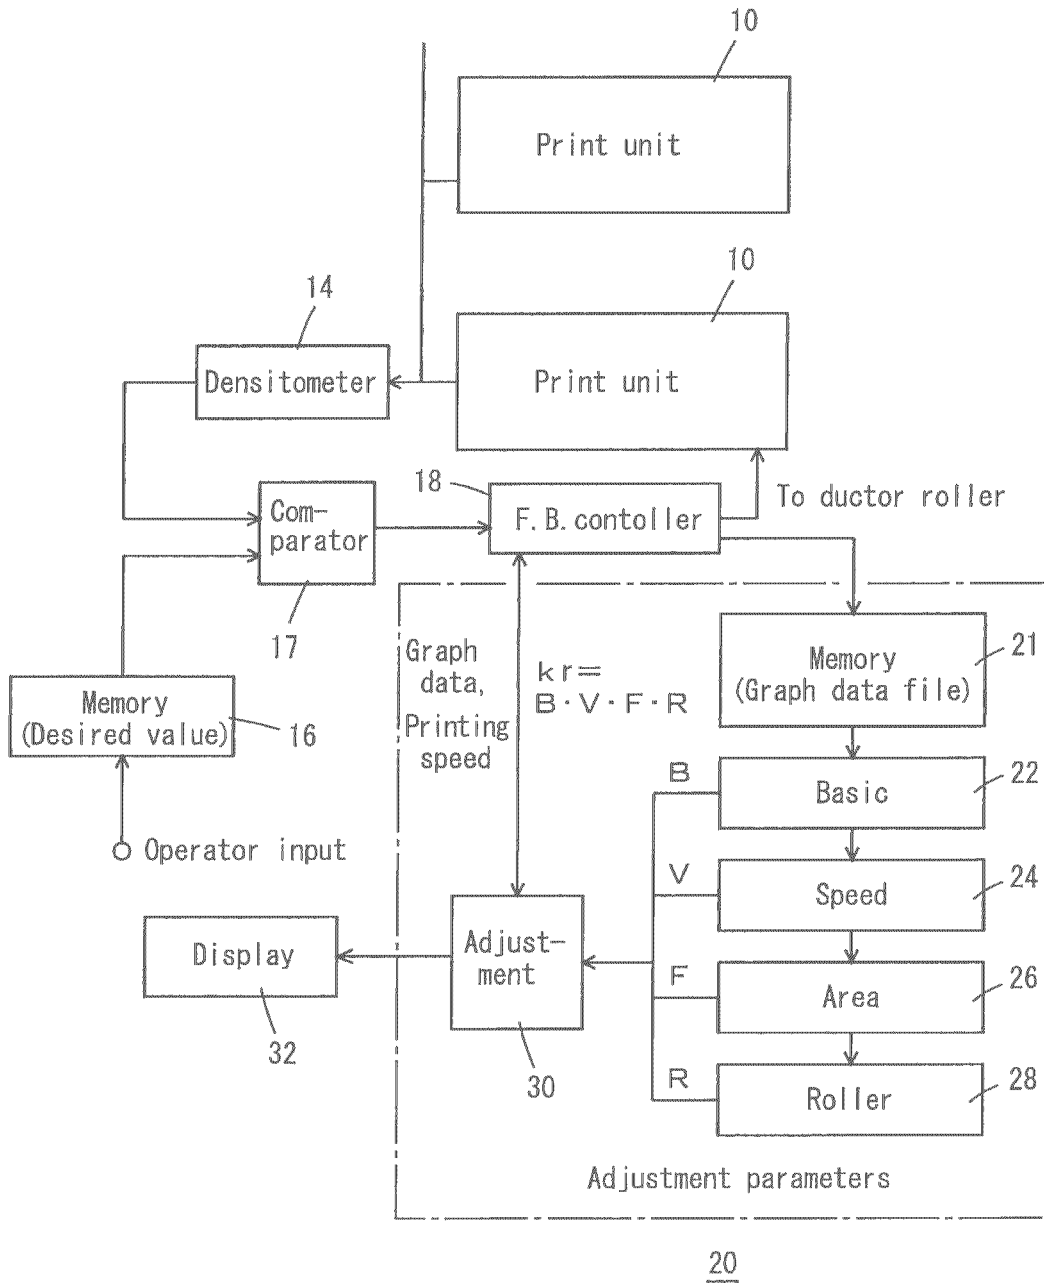 10
Print unit
10
14
Densitometer
Print unit
18
To ductor roller
Com-
parator
F.B.contoller
17
21
Graph
data,
Printing
speed
kr=
B・V・F・R
Memory
(Graph data file)
Memory
(Desired value)
16
22
B
Basic
Operator input
24
V
Speed
Display
Adjust-
ment
26
F
Area
32
30
28
R
Roller
Adjustment parameters
20